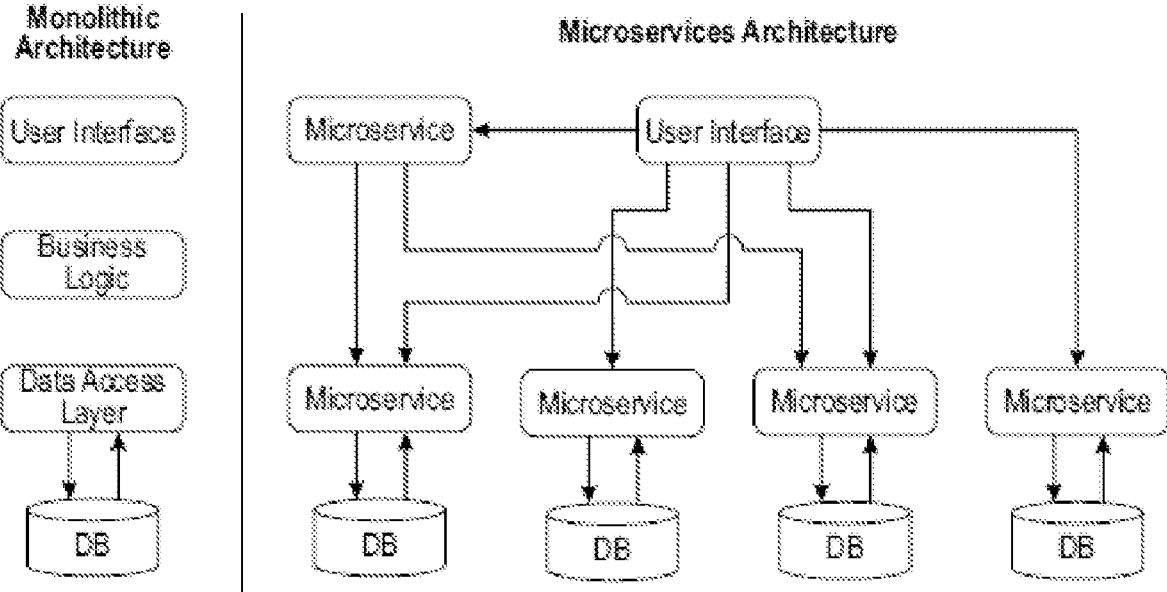 Monolithic
Architecture
Microservices Architecture
User Interface
Business
Logic
Data Access
Layer
DB
Microservice
User Interface
Microservice
Microservice
Microservice
Microservice
DB
DB
DB
DB